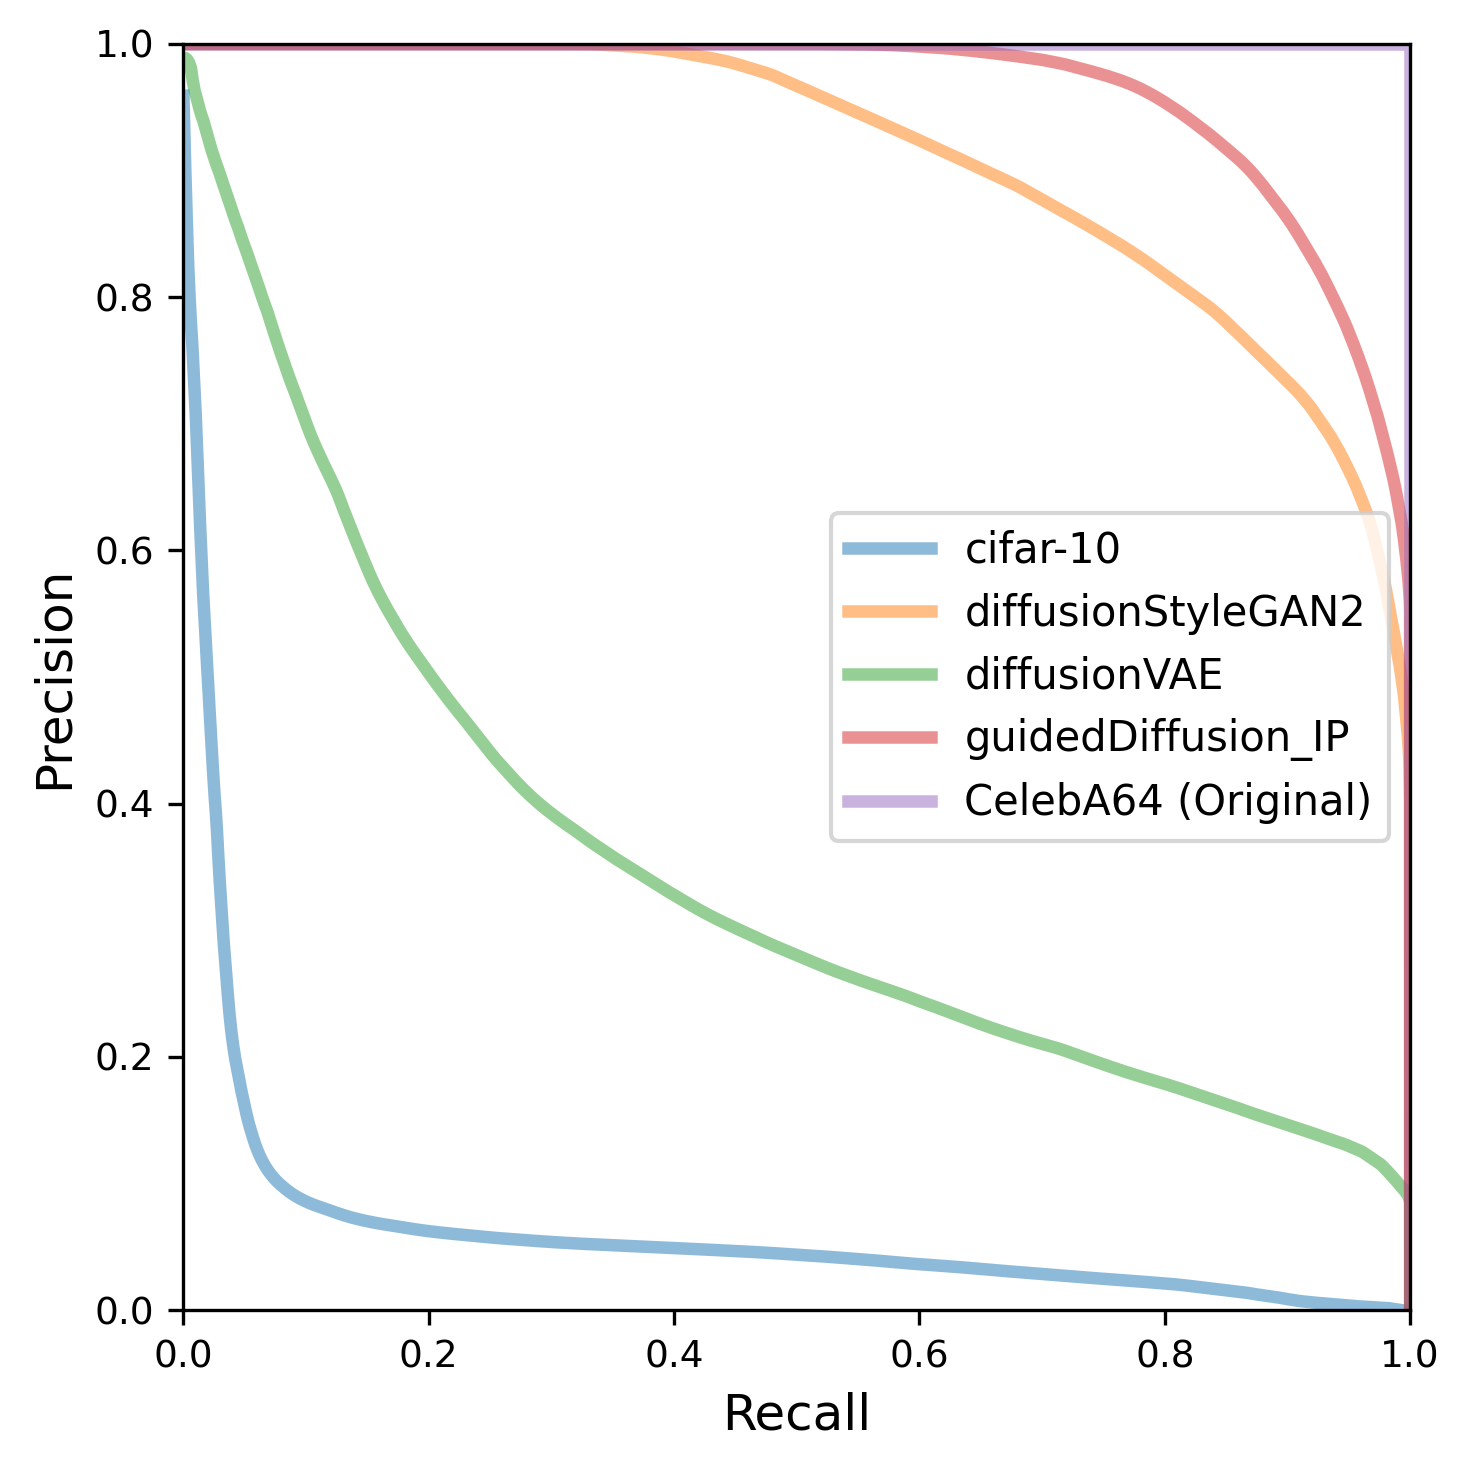 1.0
0.8
0.6
0.4
0.2
0.0
Precision
cifar-10
diffusionStyleGAN2
diffusionVAE
guidedDiffusion_IP
CelebA64 (Original)
0.0 0.2 0.4 0.6 0.8 1.0
Recall